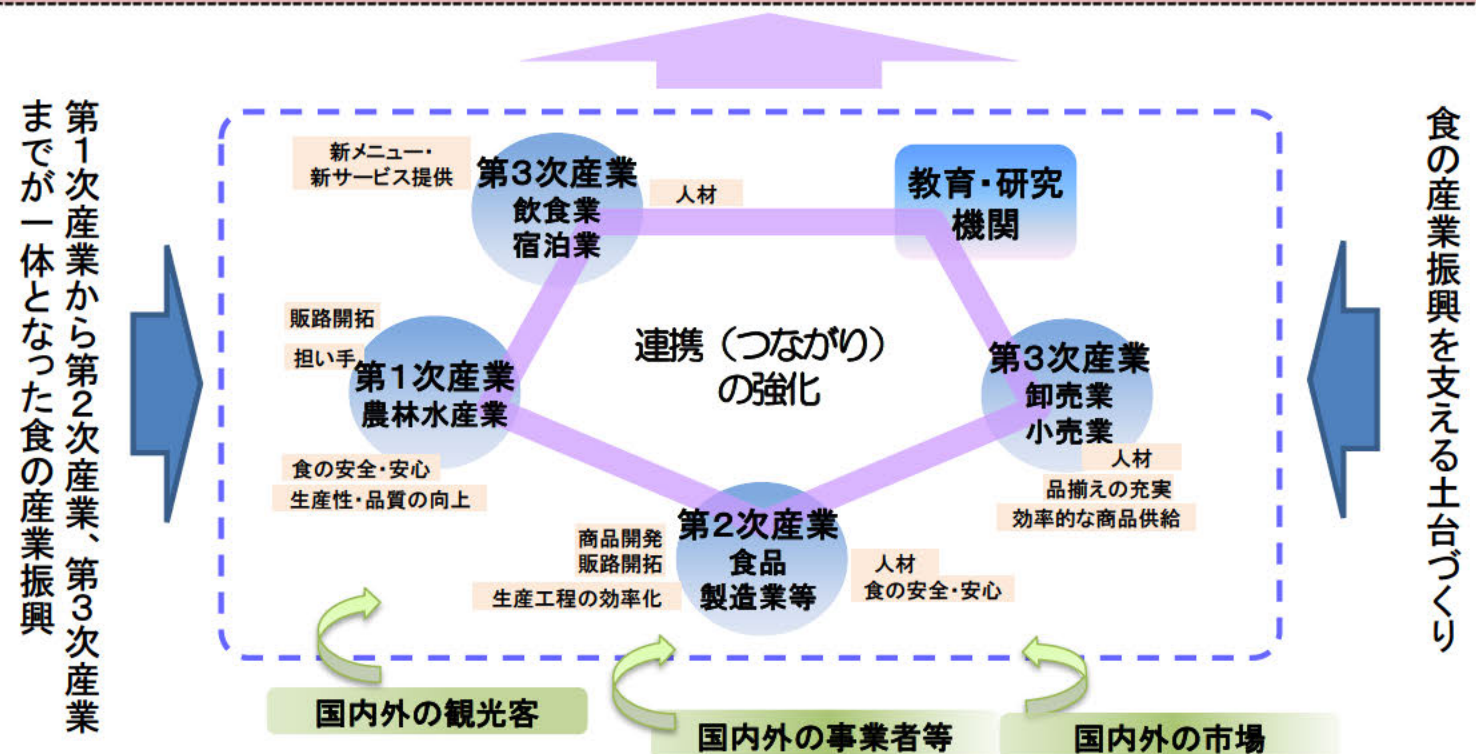 第1次産業から第2次産業、第3次産業
までが一体となった食の産業振興
新メニュー・
新サービス提供
第3次産業
飲食業
宿泊業
人材
教育・研究
機関
販路開拓
担い手
第1次産業
農林水産業
食の安全・安心
生産性・品質の向上
連携（つながり）
の強化
第3次産業
卸売業
小売業
人材
品揃えの充実
効率的な商品供給
商品開発
販路開拓
生産工程の効率化
第2次産業
食品
製造業等
人材
食の安全・安心
食の産業振興を支える土台づくり
国内外の観光客
国内外の事業者等
国内外の市場